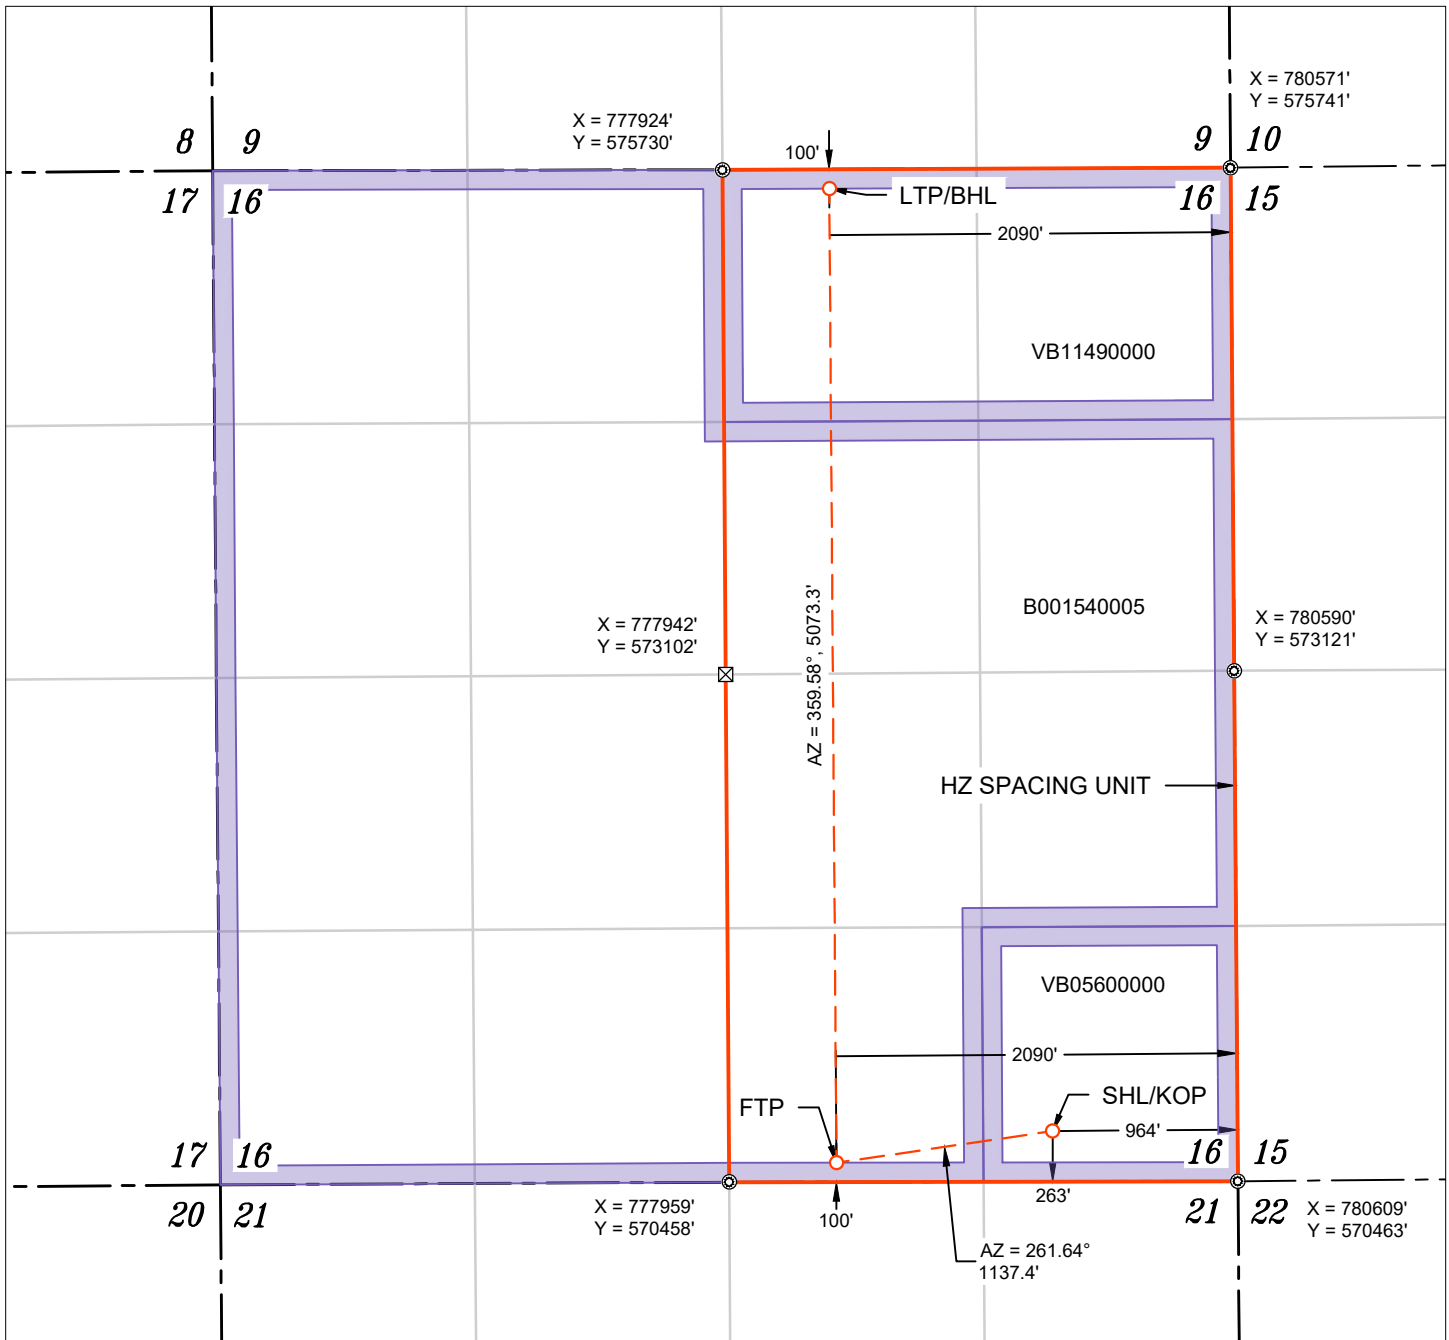 X = 780571'
Y = 575741'
X = 777924'
Y = 575730'
8 9
9 10
100'
17 16
LTP/BHL
16 15
2090'
VB11490000
B001540005
X = 777942'
Y = 573102'
X = 780590'
Y = 573121'
AZ = 359.58°, 5073.3'
HZ SPACING UNIT
VB05600000
2090'
FTP
SHL/KOP
964'
17 16
16 15
263'
20 21
X = 777959'
Y = 570458'
100'
21 22
X = 780609'
Y = 570463'
AZ = 261.64°
1137.4'